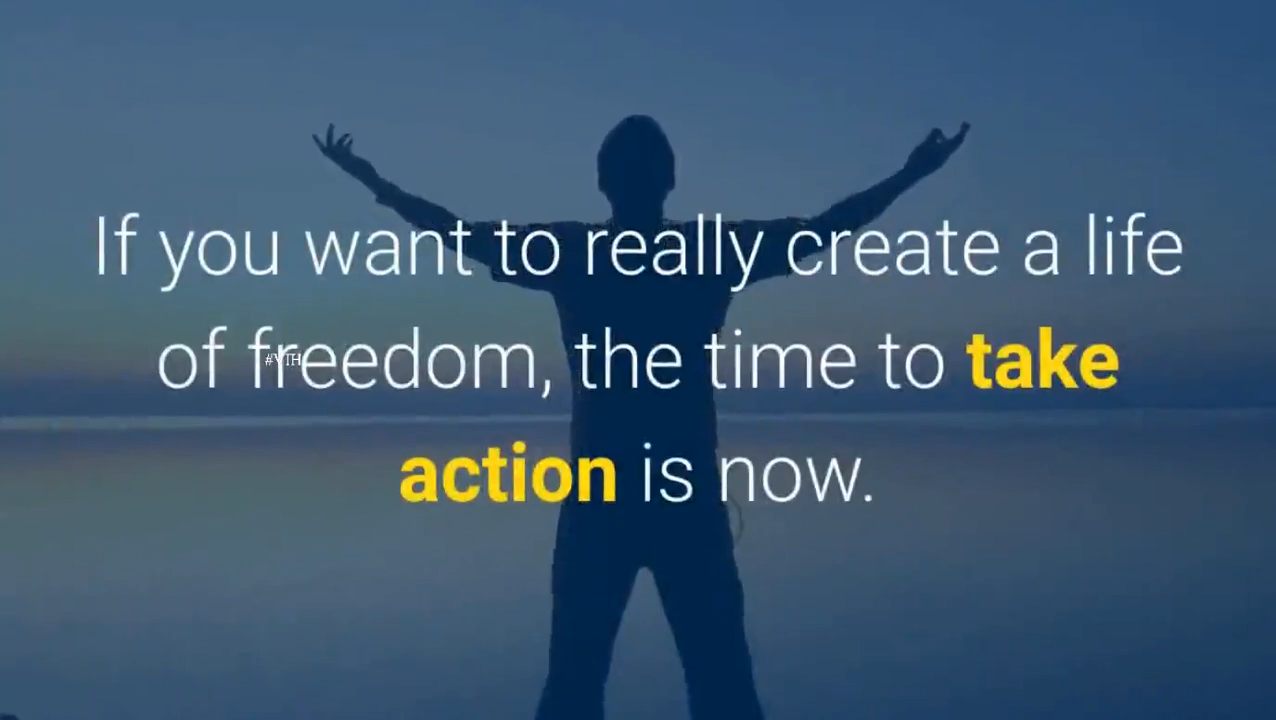 If you want to really create a life
of freedom, the time to take
action is now.